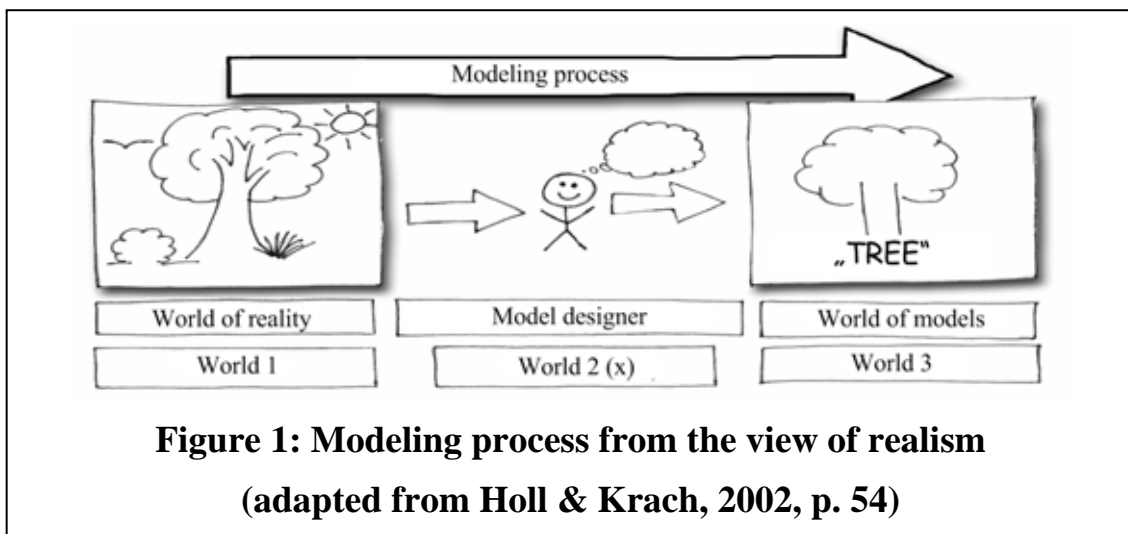 Modeling process
„TREE“
World of reality
Model designer
World of models
World 1
World 2 (x)
World 3
Figure 1: Modeling process from the view of realism
(adapted from Holl & Krach, 2002, p. 54)